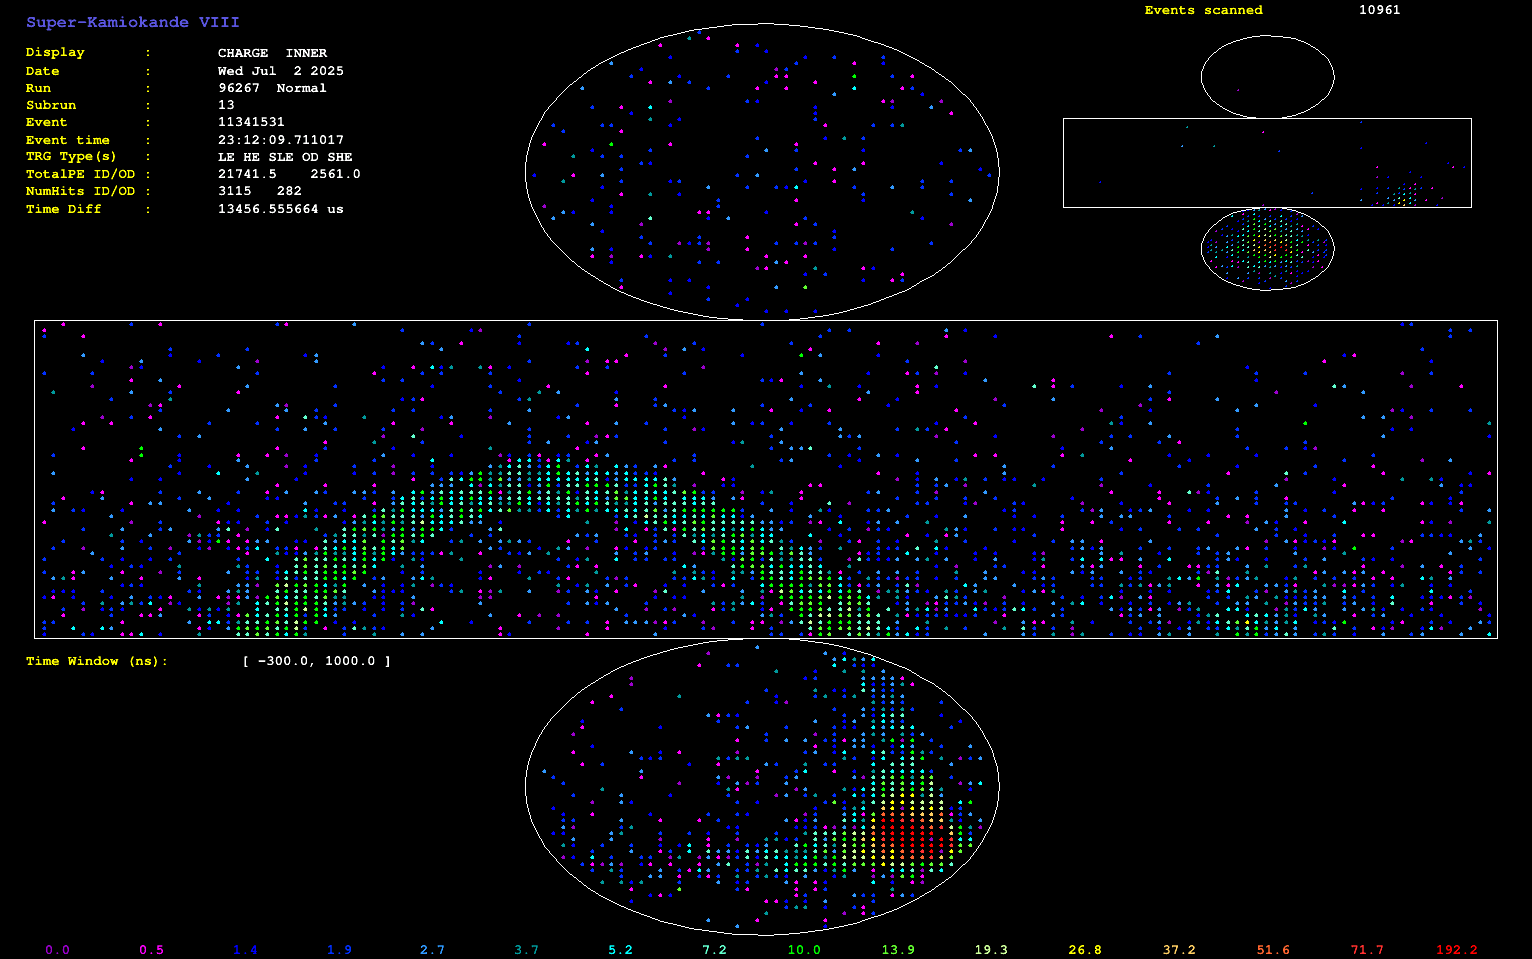 Super-Kamiokande VIII
Events scanned 10961
Display : CHARGE INNER
Date : Wed Jul 2 2025
Run : 96267 Normal
Subrun : 13
Event : 11341531
Event time : 23:12:09.711017
TRG Type(s) : LE HE SLE OD SHE
TotalPE ID/OD : 21741.5 2561.0
NumHits ID/OD : 3115 282
Time Diff : 13456.555664 us
Time Window (ns): [ -300.0, 1000.0 ]
0.0 0.5 1.4 1.9 2.7 3.7 5.2 7.2 10.0 13.9 19.3 26.8 37.2 51.6 71.7 192.2